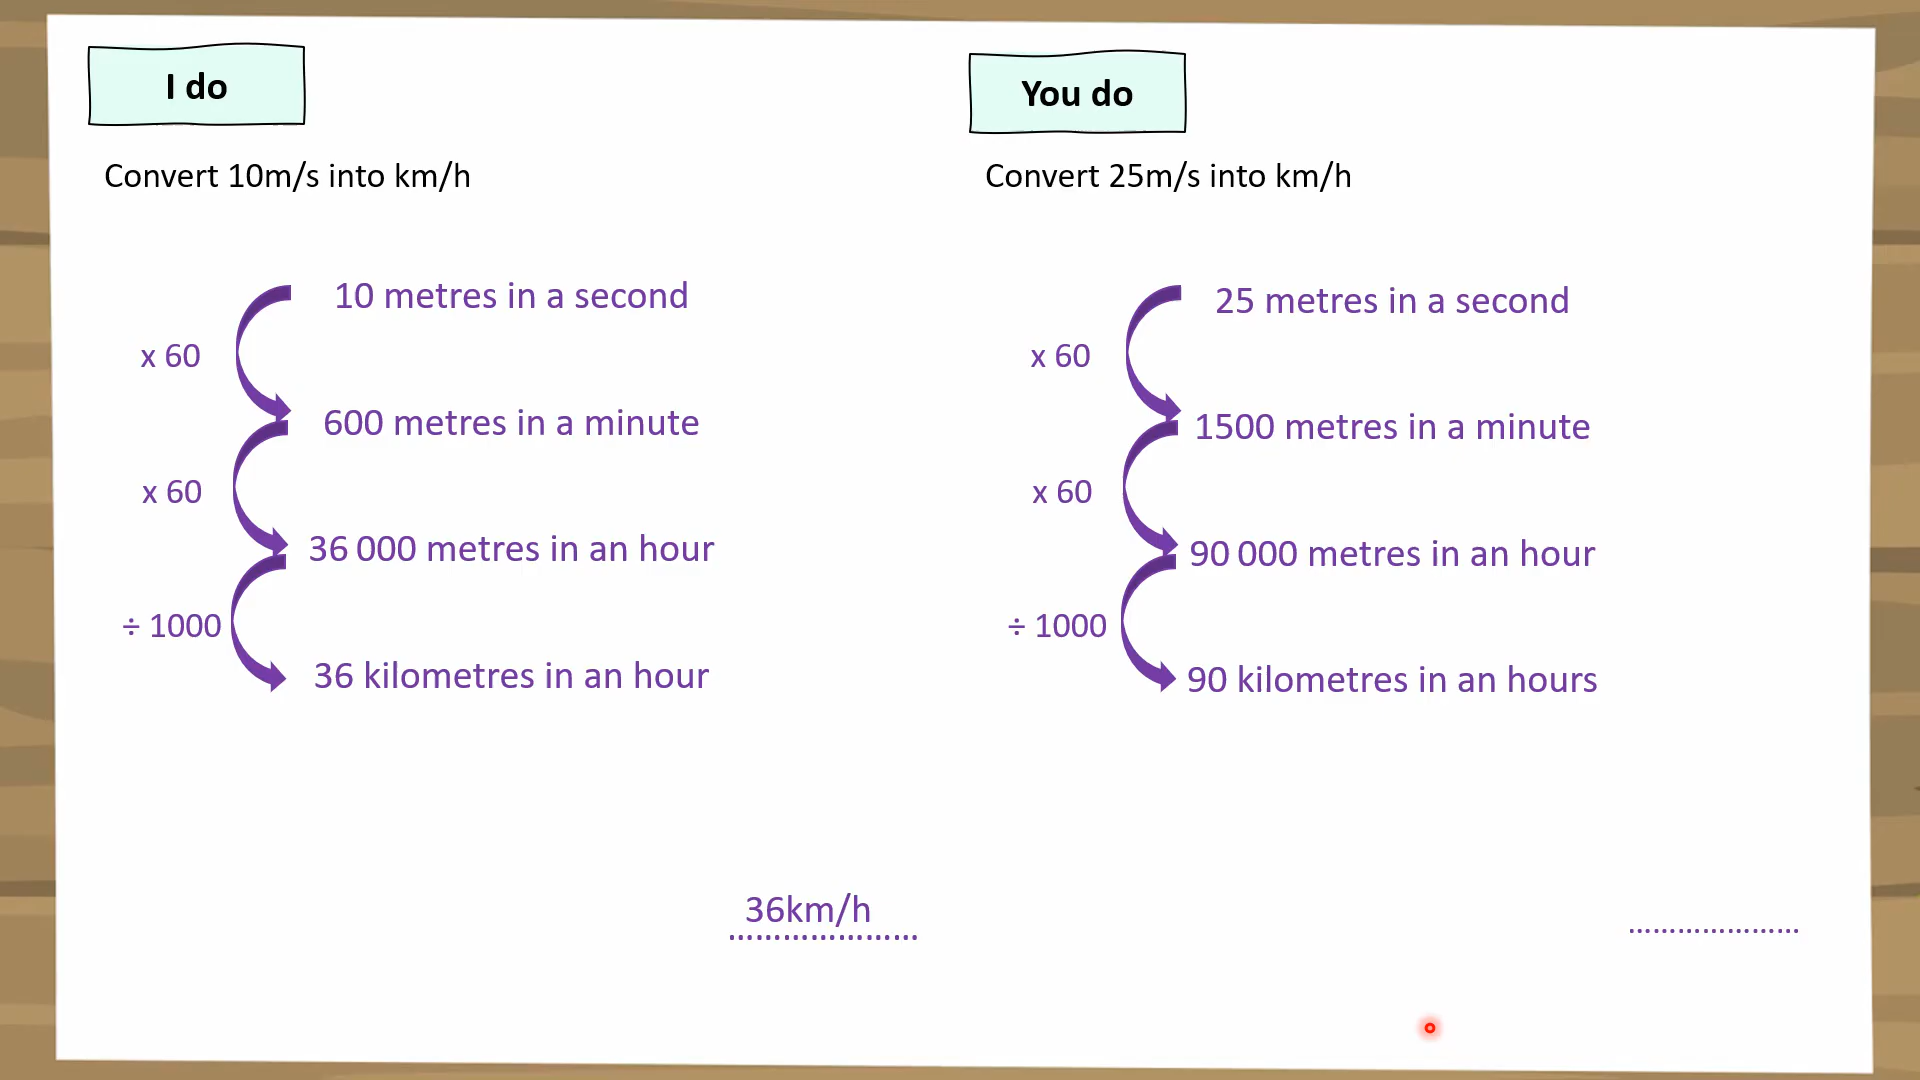 I do
Convert 10m/s into km/h
10 metres in a second
x 60
600 metres in a minute
x 60
36 000 metres in an hour
÷ 1000
36 kilometres in an hour
36km/h
.....................
You do
Convert 25m/s into km/h
25 metres in a second
x 60
1500 metres in a minute
x 60
90 000 metres in an hour
÷ 1000
90 kilometres in an hours
.....................